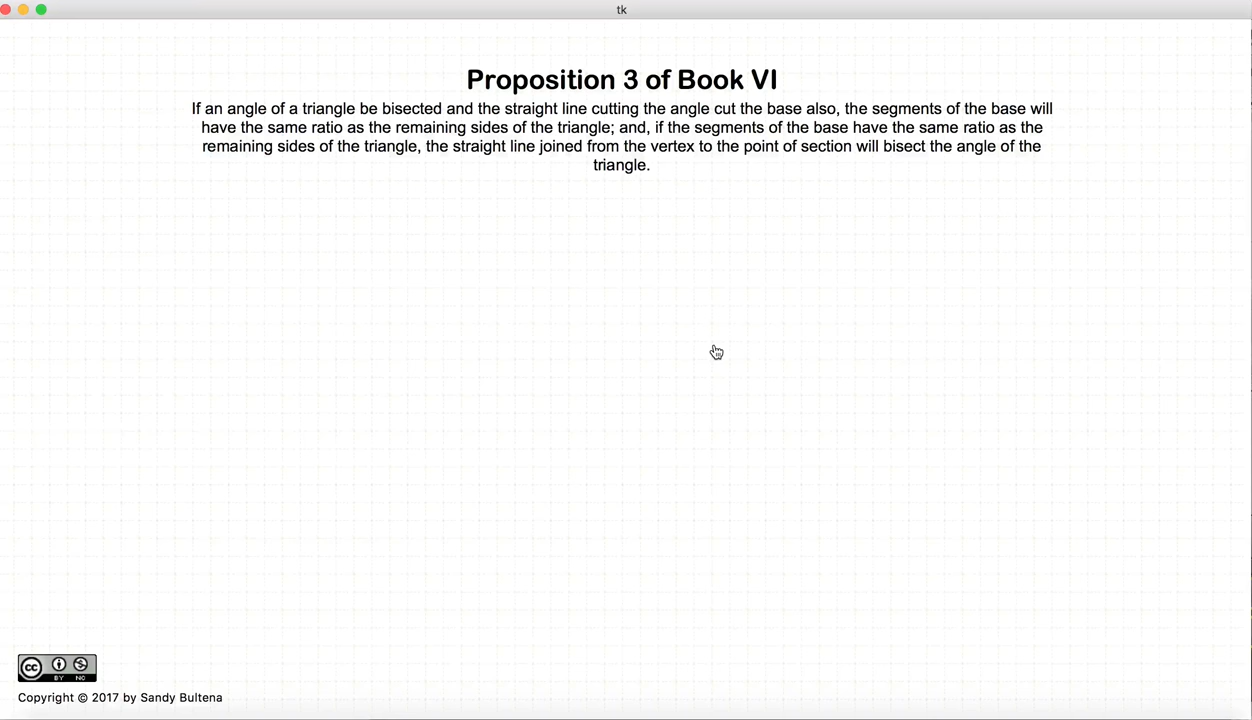 tk
Proposition 3 of Book VI
If an angle of a triangle be bisected and the straight line cutting the angle cut the base also, the segments of the base will
have the same ratio as the remaining sides of the triangle; and, if the segments of the base have the same ratio as the
remaining sides of the triangle, the straight line joined from the vertex to the point of section will bisect the angle of the
triangle.
CC BY NC
Copyright © 2017 by Sandy Bultena